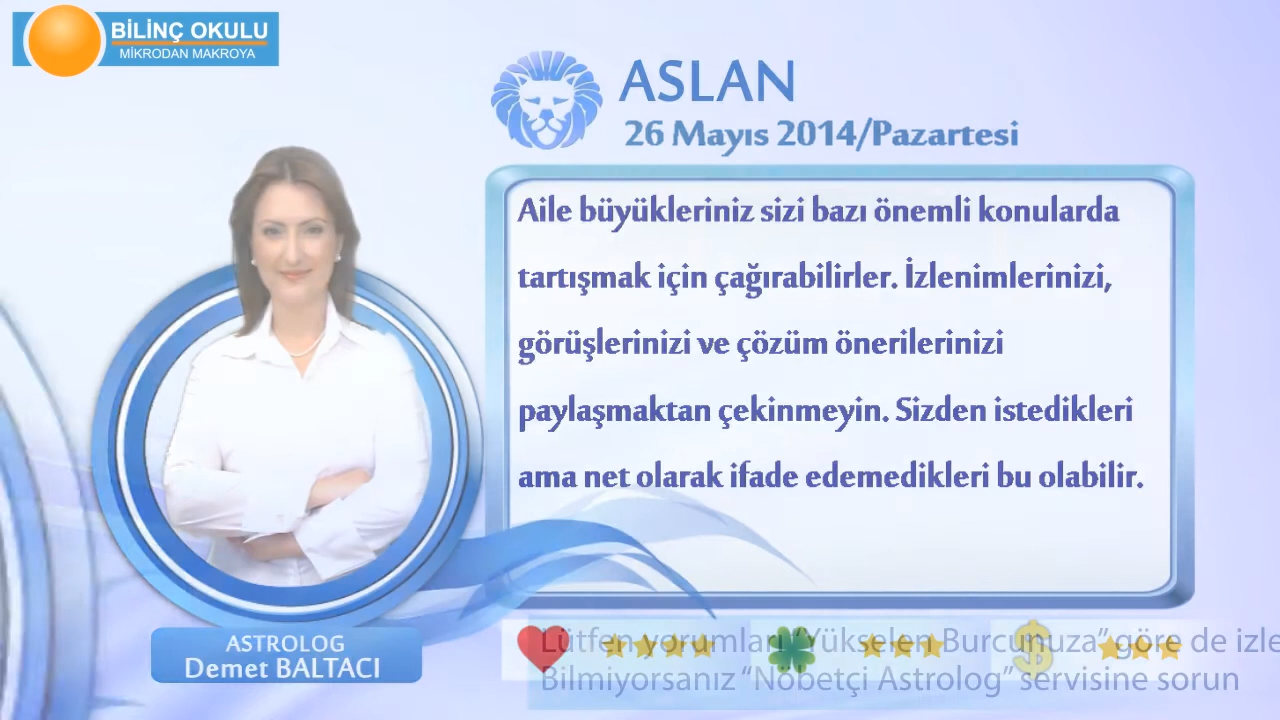 BİLİNÇ OKULU
MİKRODAN MAKROYA
ASLAN
26 Mayıs 2014/Pazartesi
Aile büyükleriniz sizi bazı önemli konularda
tartışmak için çağırabilirler. İzlenimlerinizi,
görüşlerinizi ve çözüm önerilerinizi
paylaşmaktan çekinmeyin. Sizden istedikleri
ama net olarak ifade edemedikleri bu olabilir.
ASTROLOG
Demet BALTACI
Lütfen yorumları "Yükselen Burcunuza" göre de izle
Bilmiyorsanız "Nöbetçi Astrolog" servisine sorun